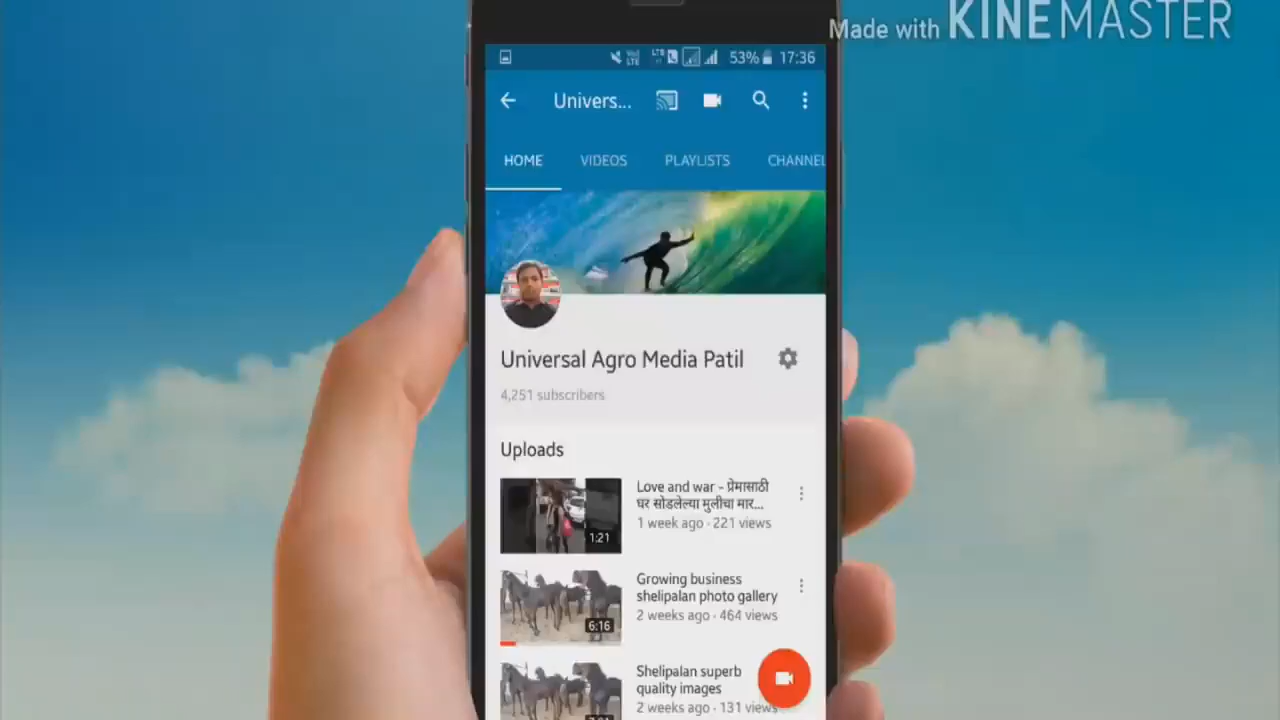 Made with KINEMASTER
53% 17:36
Univers...
HOME VIDEOS PLAYLISTS CHANNEL
Universal Agro Media Patil
4,251 subscribers
Uploads
Love and war - प्रेमासाठी
घर सोडलेल्या मुलीचा मार...
1 week ago · 221 views
1:21
Growing business
shelipalan photo gallery
2 weeks ago · 464 views
6:16
Shelipalan superb
quality images
2 weeks ago · 131 views